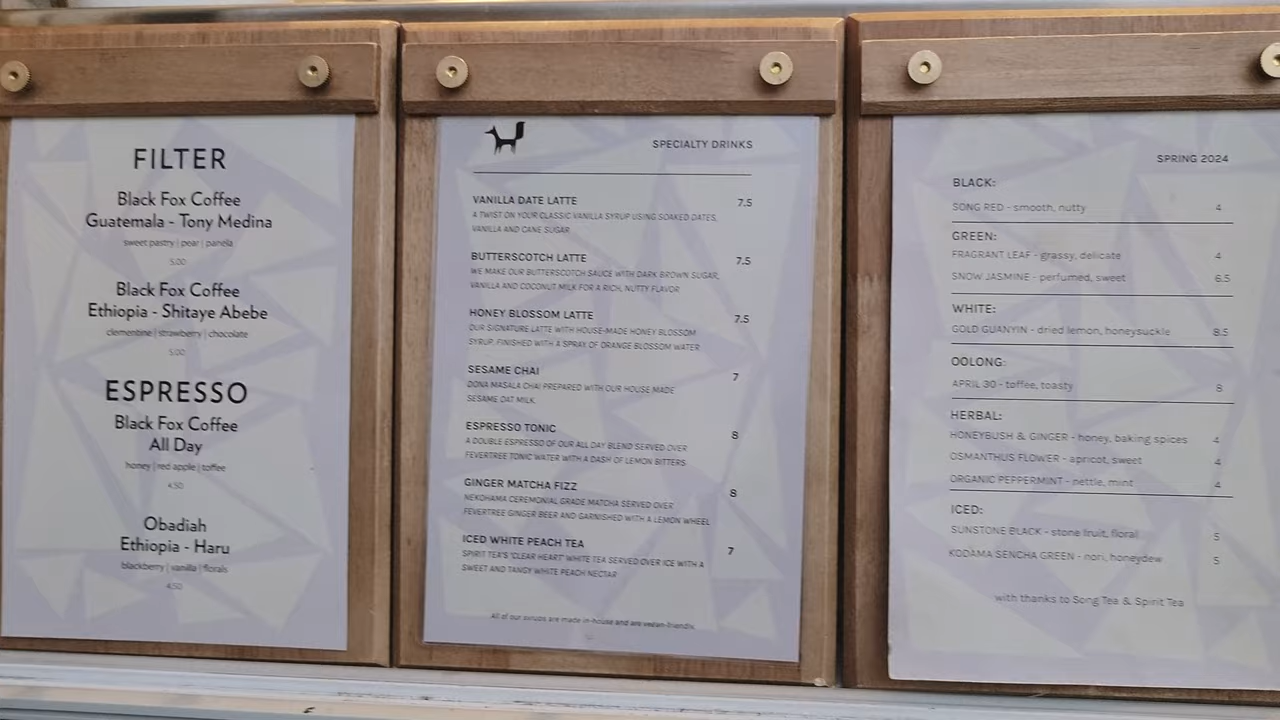 FILTER
Black Fox Coffee
Guatemala - Tony Medina
sweet pastry | pear | panela
5.00
Black Fox Coffee
Ethiopia - Shitaye Abebe
clementine | strawberry | chocolate
5.00
ESPRESSO
Black Fox Coffee
All Day
honey | red apple | toffee
4.50
Obadiah
Ethiopia - Haru
blackberry | vanilla | florals
4.50
SPECIALTY DRINKS
VANILLA DATE LATTE 7.5
A TWIST ON YOUR CLASSIC VANILLA SYRUP USING SOAKED DATES,
VANILLA AND CANE SUGAR
BUTTERSCOTCH LATTE 7.5
WE MAKE OUR BUTTERSCOTCH SAUCE WITH DARK BROWN SUGAR,
VANILLA AND COCONUT MILK FOR A RICH, NUTTY FLAVOR
HONEY BLOSSOM LATTE 7.5
OUR SIGNATURE LATTE WITH HOUSE-MADE HONEY BLOSSOM
SYRUP, FINISHED WITH A SPRAY OF ORANGE BLOSSOM WATER
SESAME CHAI 7
DONA MASALA CHAI PREPARED WITH OUR HOUSE MADE
SESAME OAT MILK.
ESPRESSO TONIC 8
A DOUBLE ESPRESSO OF OUR ALL DAY BLEND SERVED OVER
FEVERTREE TONIC WATER WITH A DASH OF LEMON BITTERS
GINGER MATCHA FIZZ 8
NEKOHAMA CEREMONIAL GRADE MATCHA SERVED OVER
FEVERTREE GINGER BEER AND GARNISHED WITH A LEMON WHEEL
ICED WHITE PEACH TEA 7
SPIRIT TEA'S 'CLEAR HEART' WHITE TEA SERVED OVER ICE WITH A
SWEET AND TANGY WHITE PEACH NECTAR
All of our syrups are made in-house and are vegan-friendly.
SPRING 2024
BLACK:
SONG RED - smooth, nutty 4
GREEN:
FRAGRANT LEAF - grassy, delicate 4
SNOW JASMINE - perfumed, sweet 6.5
WHITE:
GOLD GUANYIN - dried lemon, honeysuckle 8.5
OOLONG:
APRIL 30 - toffee, toasty 8
HERBAL:
HONEYBUSH & GINGER - honey, baking spices 4
OSMANTHUS FLOWER - apricot, sweet 4
ORGANIC PEPPERMINT - nettle, mint 4
ICED:
SUNSTONE BLACK - stone fruit, floral 5
KODAMA SENCHA GREEN - nori, honeydew 5
with thanks to Song Tea & Spirit Tea